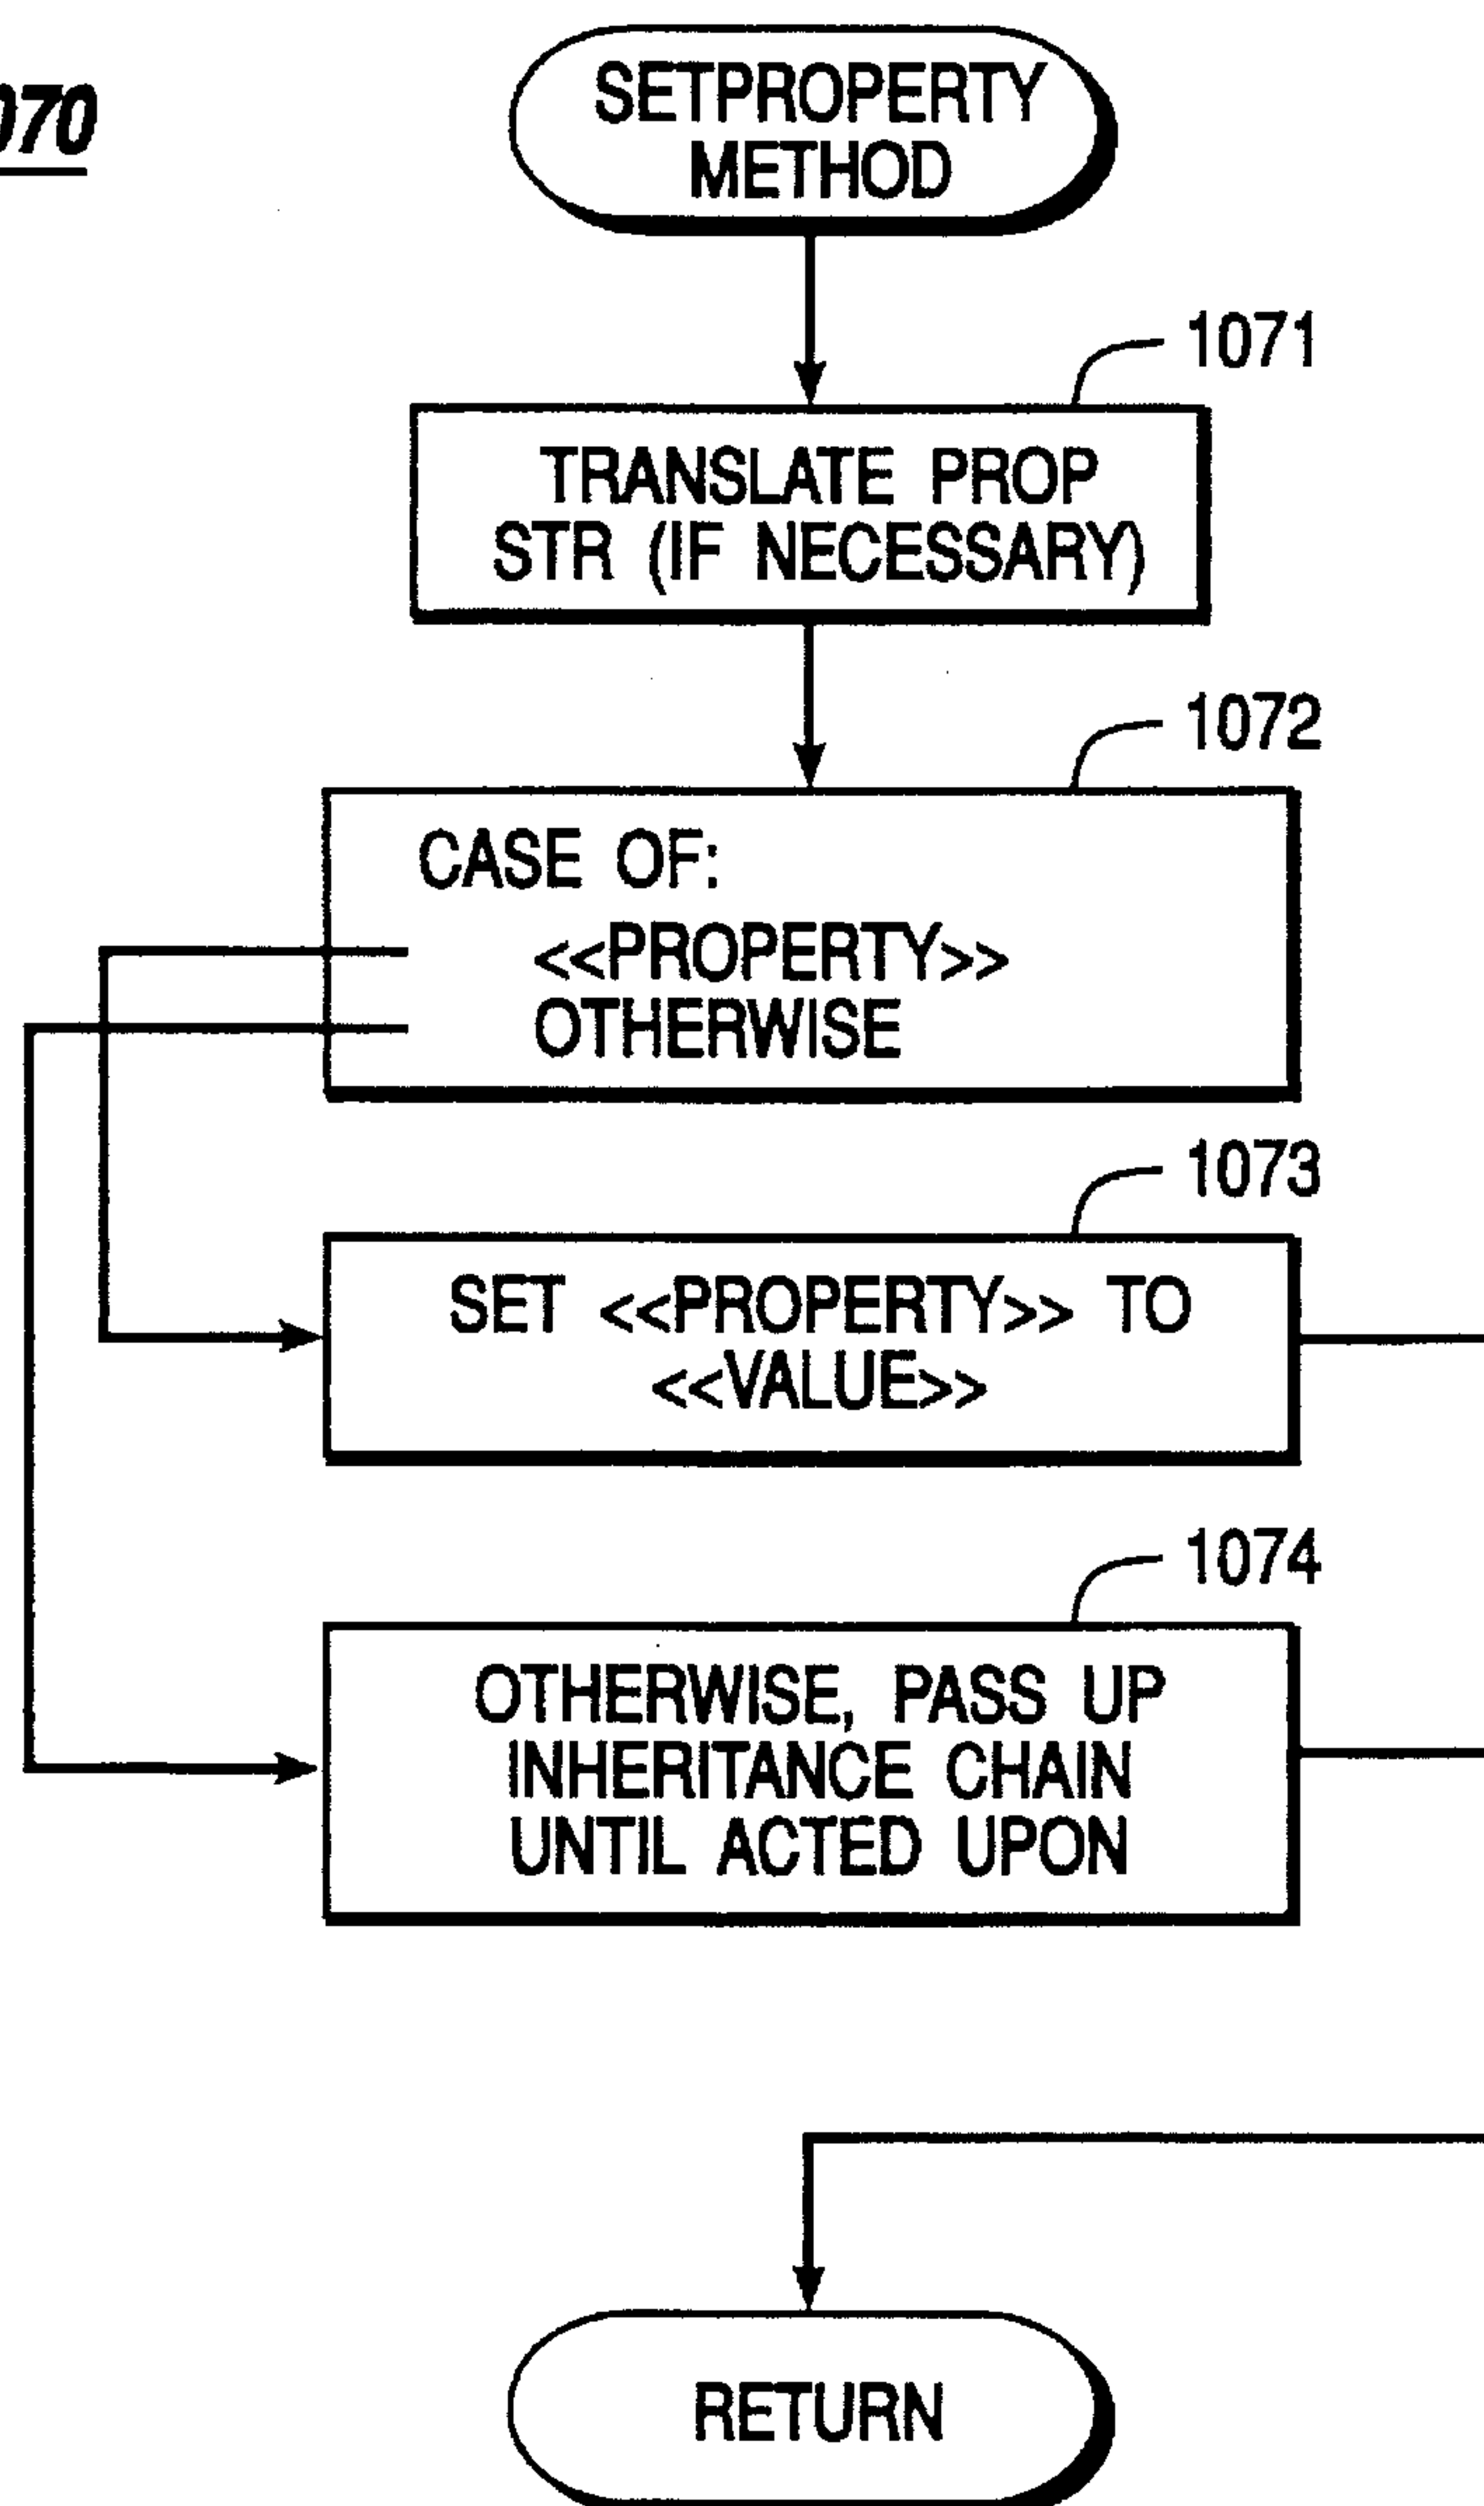 70
SETPROPERTY
METHOD
1071
TRANSLATE PROP
STR (IF NECESSARY)
1072
CASE OF:
<<PROPERTY>>
OTHERWISE
1073
SET <<PROPERTY>> TO
<<VALUE>>
1074
OTHERWISE, PASS UP
INHERITANCE CHAIN
UNTIL ACTED UPON
RETURN